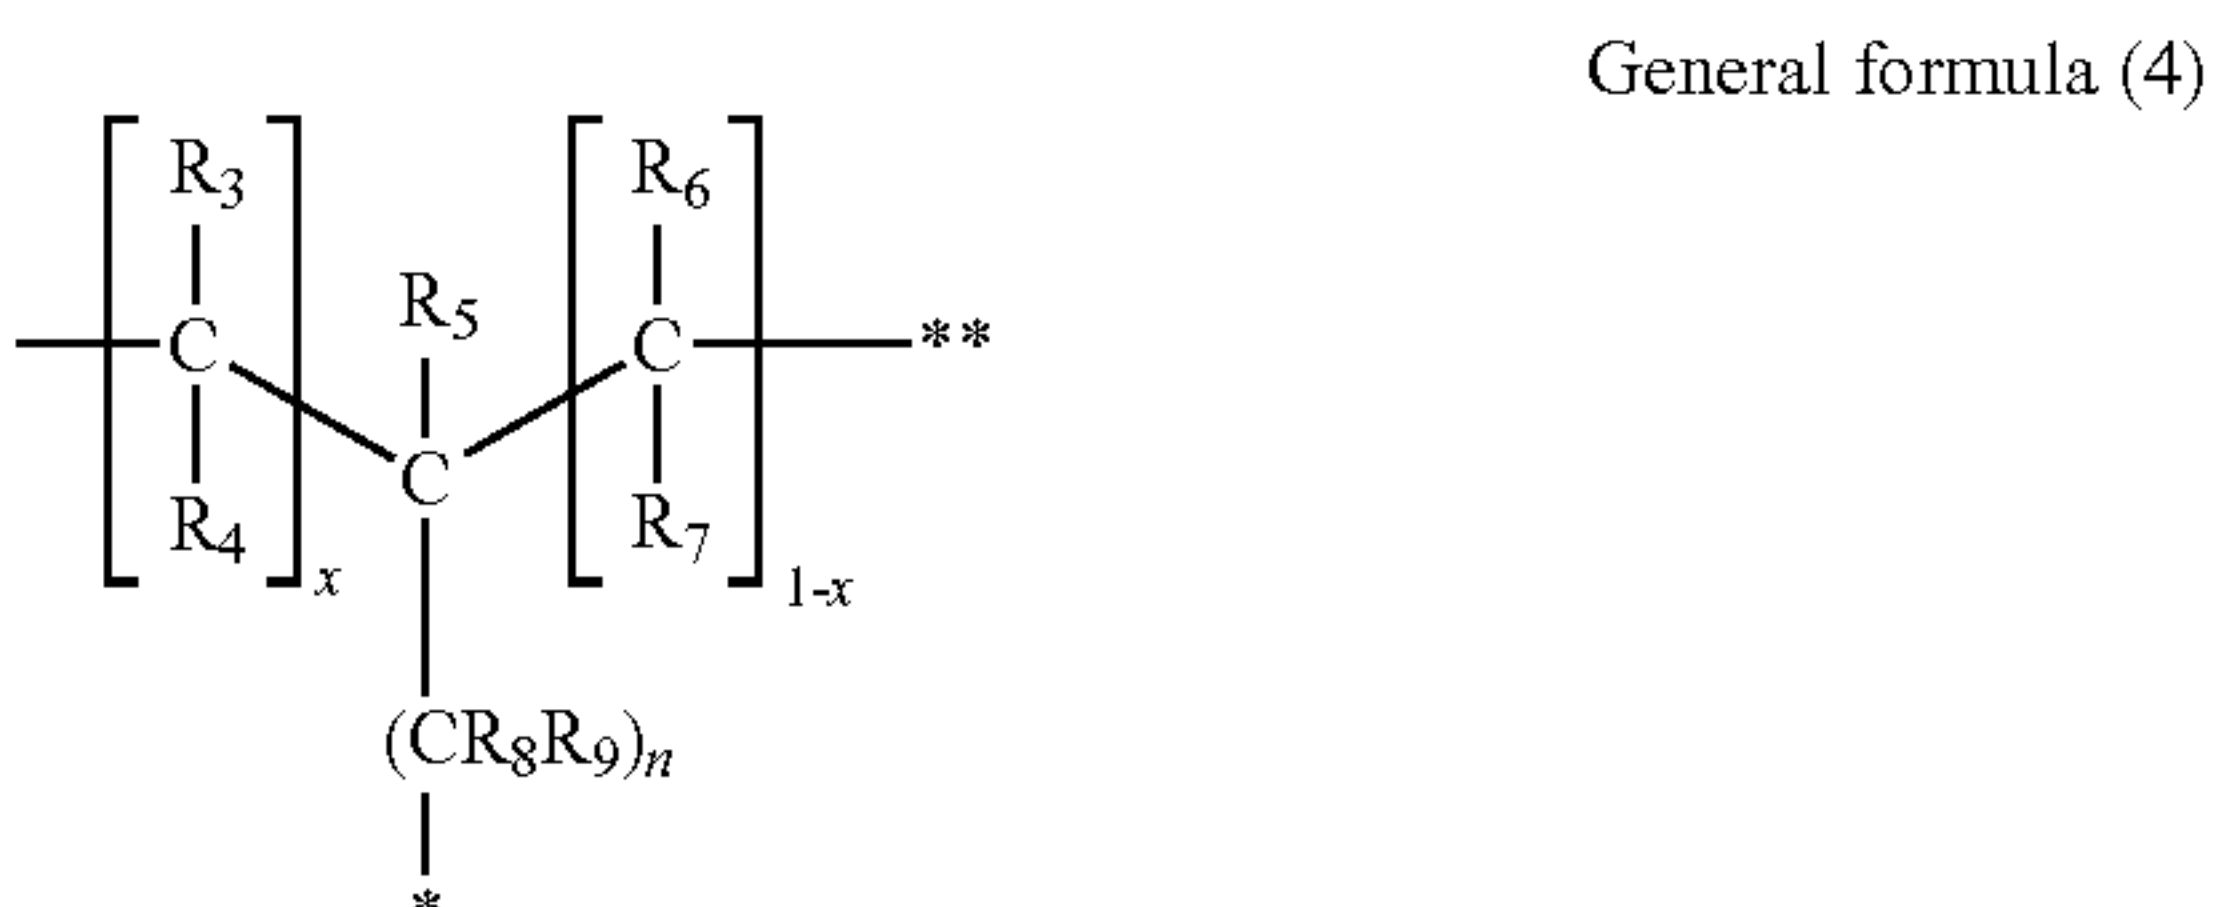 General formula (4)
R3 R6
R5
C C **
C
R4 R7
x 1-x
(CR8R9)n
*